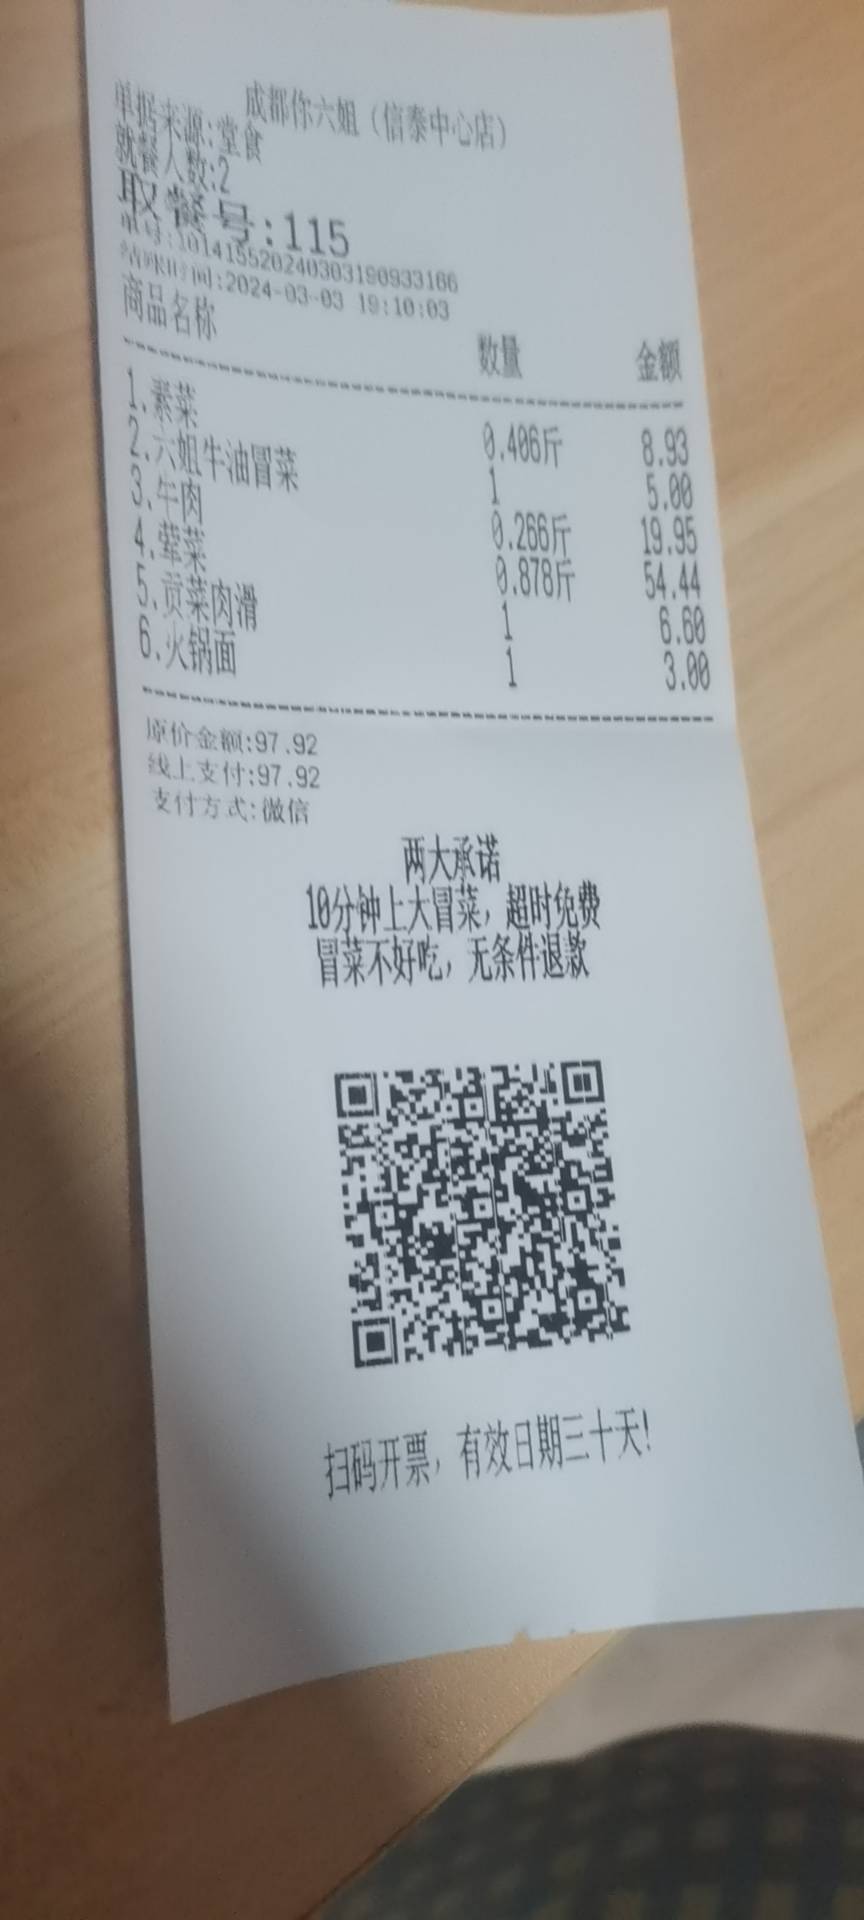 成都你六姐（信泰中心店）
单据来源:堂食
就餐人数:2
取餐号:115
单号:101415520240303190933166
结账时间:2024-03-03 19:10:03
商品名称 数量 金额
1.素菜 0.406斤 8.93
2.六姐牛油冒菜 1 5.00
3.牛肉 0.266斤 19.95
4.荤菜 0.878斤 54.44
5.贡菜肉滑 1 6.60
6.火锅面 1 3.00
原价金额:97.92
线上支付:97.92
支付方式:微信
两大承诺
10分钟上大冒菜，超时免费
冒菜不好吃，无条件退款
扫码开票，有效日期三十天!